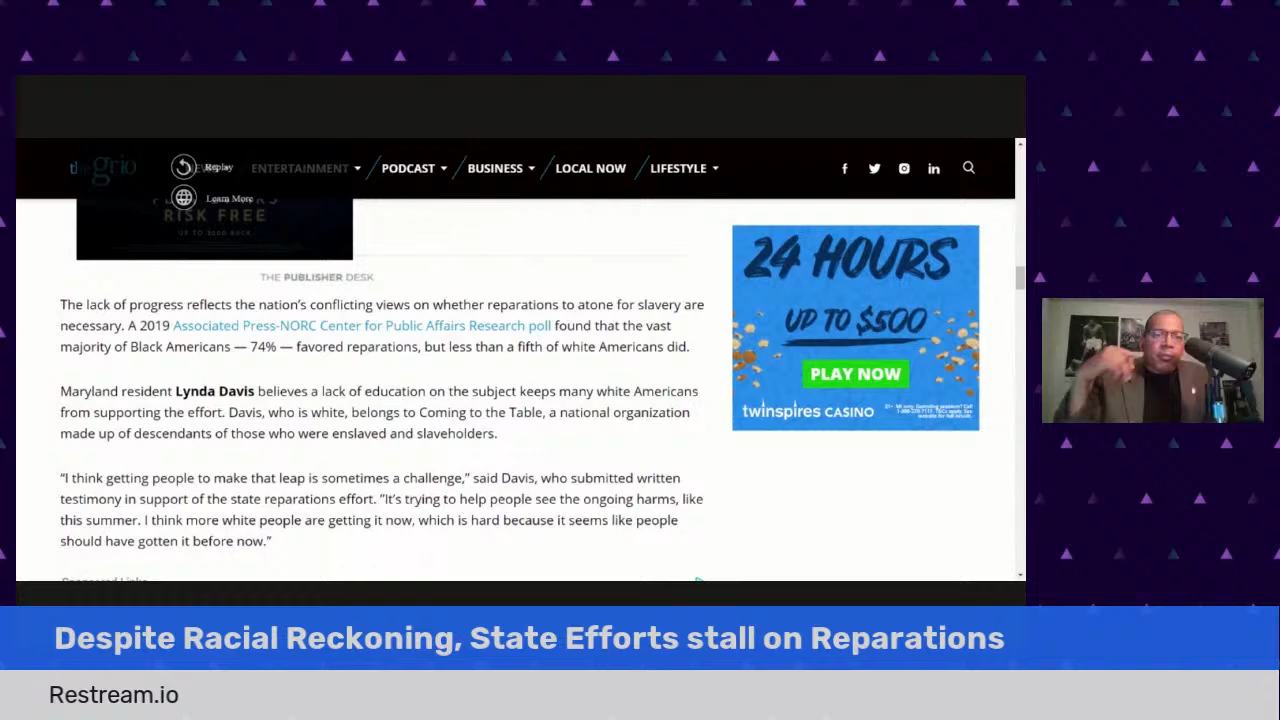 the grio
Replay
ENTERTAINMENT
PODCAST
BUSINESS
LOCAL NOW
LIFESTYLE
Learn More
RISK FREE
THE PUBLISHER DESK
The lack of progress reflects the nation’s conflicting views on whether reparations to atone for slavery are
necessary. A 2019 Associated Press-NORC Center for Public Affairs Research poll found that the vast
majority of Black Americans — 74% — favored reparations, but less than a fifth of white Americans did.
Maryland resident Lynda Davis believes a lack of education on the subject keeps many white Americans
from supporting the effort. Davis, who is white, belongs to Coming to the Table, a national organization
made up of descendants of those who were enslaved and slaveholders.
“I think getting people to make that leap is sometimes a challenge,” said Davis, who submitted written
testimony in support of the state reparations effort. “It’s trying to help people see the ongoing harms, like
this summer. I think more white people are getting it now, which is hard because it seems like people
should have gotten it before now.”
Sponsored Links
24 HOURS
UP TO $500
PLAY NOW
twinspires CASINO
Despite Racial Reckoning, State Efforts stall on Reparations
Restream.io